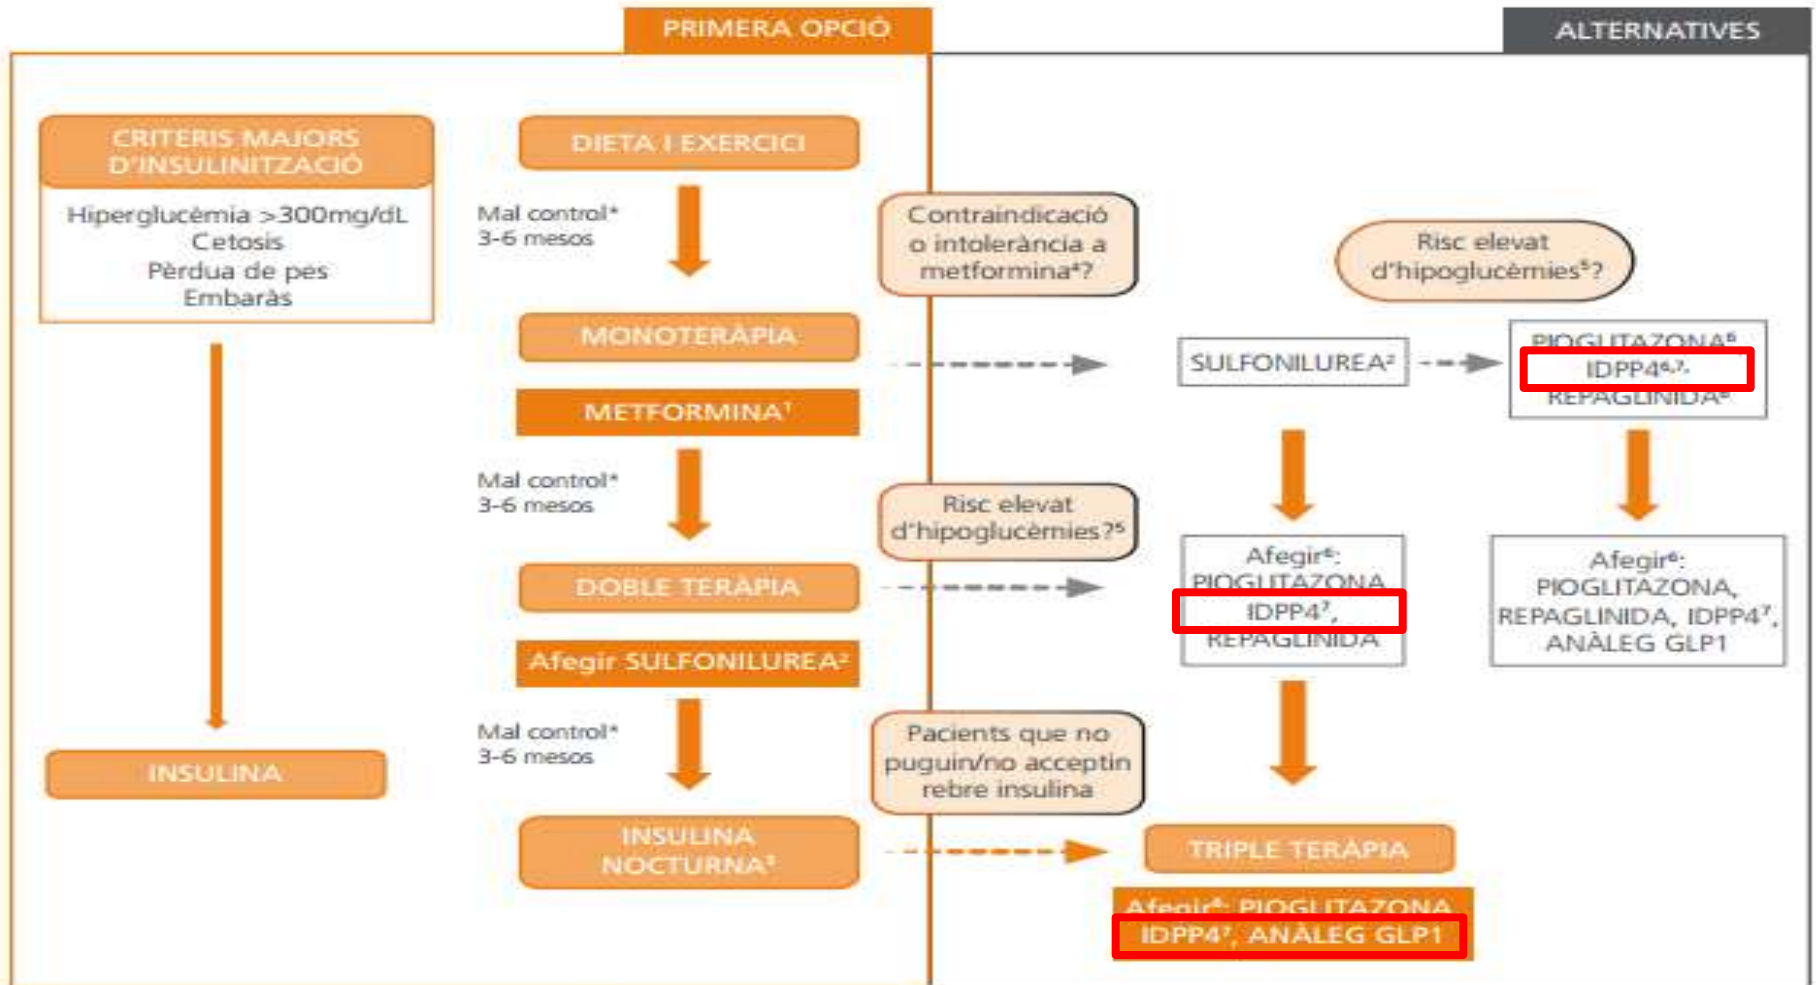 PRIMERA OPCIÓ
ALTERNATIVES
CRITERIS MAJORS
D'INSULINITZACIÓ
Hiperglucèmia >300mg/dL
Cetosis
Pèrdua de pes
Embaràs
INSULINA
DIETA I EXERCICI
Mal control*
3-6 mesos
MONOTERÀPIA
METFORMINA¹
Mal control*
3-6 mesos
DOBLE TERÀPIA
Afegir SULFONILUREA²
Mal control*
3-6 mesos
INSULINA
NOCTURNA³
Contraindicació
o intolerància a
metformina⁴?
Risc elevat
d'hipoglucèmies?⁵
Pacients que no
puguin/no acceptin
rebre insulina
Risc elevat
d'hipoglucèmies⁵?
SULFONILUREA²
PIOGLITAZONA⁶
IDPP4⁶,⁷,
REPAGLINIDA⁸
Afegir⁶:
PIOGLITAZONA
IDPP4⁷,
REPAGLINIDA
Afegir⁶:
PIOGLITAZONA,
REPAGLINIDA, IDPP4⁷,
ANÀLEG GLP1
TRIPLE TERÀPIA
Afegir⁶: PIOGLITAZONA
IDPP4⁷, ANÀLEG GLP1